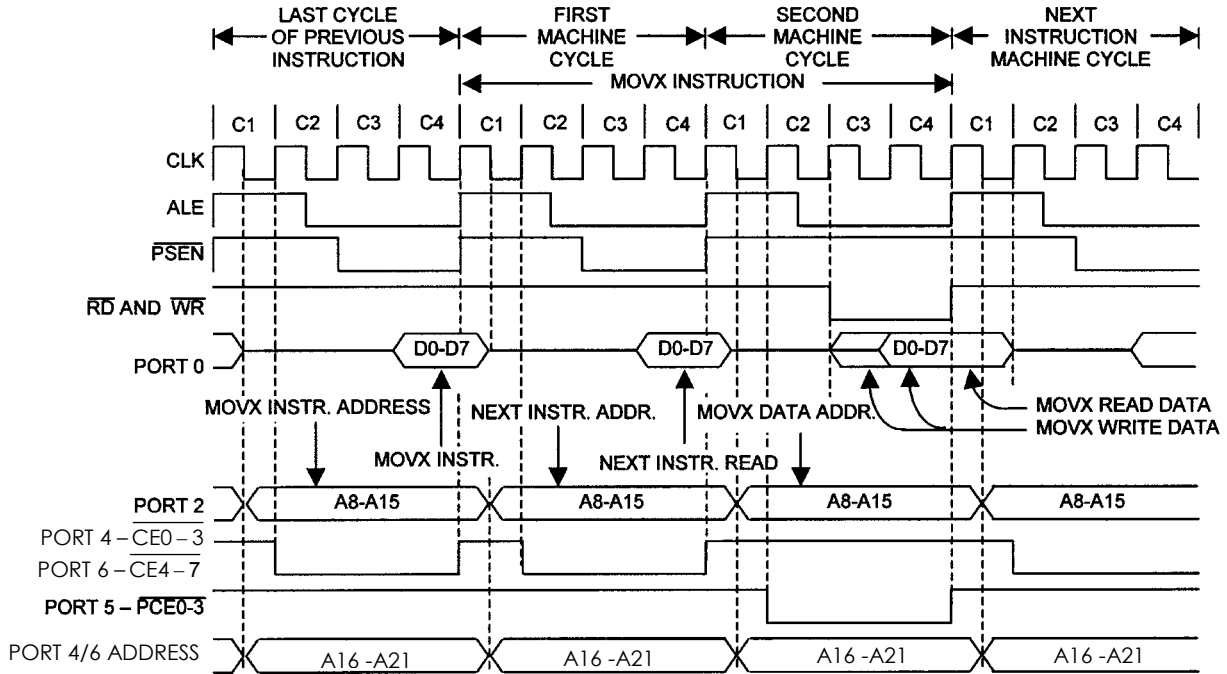 LAST CYCLE
OF PREVIOUS
INSTRUCTION
FIRST
MACHINE
CYCLE
SECOND
MACHINE
CYCLE
NEXT
INSTRUCTION
MACHINE CYCLE
MOVX INSTRUCTION
C1 C2 C3 C4 C1 C2 C3 C4 C1 C2 C3 C4 C1 C2 C3 C4
CLK
ALE
PSEN
RD AND WR
PORT 0
D0-D7 D0-D7 D0-D7
MOVX INSTR. ADDRESS
NEXT INSTR. ADDR.
MOVX DATA ADDR.
MOVX READ DATA
MOVX WRITE DATA
MOVX INSTR.
NEXT INSTR. READ
PORT 2
A8-A15 A8-A15 A8-A15 A8-A15
PORT 4 – CE0 – 3
PORT 6 – CE4 – 7
PORT 5 – PCE0-3
PORT 4/6 ADDRESS
A16 -A21 A16 -A21 A16 -A21 A16 -A21